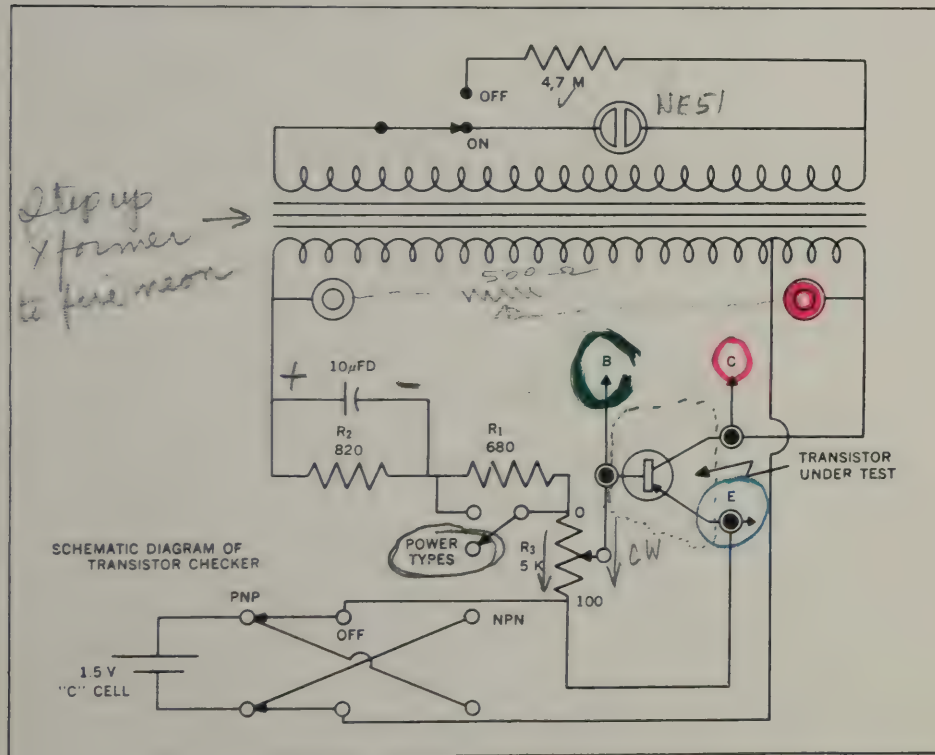 4.7 M
OFF
NE51
ON
Step up
Xformer
to fire neon
500 Ω
B
C
+
10µFD
-
R2
820
R1
680
TRANSISTOR
UNDER TEST
E
0
POWER
TYPES
R3
5 K
CW
100
SCHEMATIC DIAGRAM OF
TRANSISTOR CHECKER
PNP
OFF
NPN
1.5 V
"C" CELL